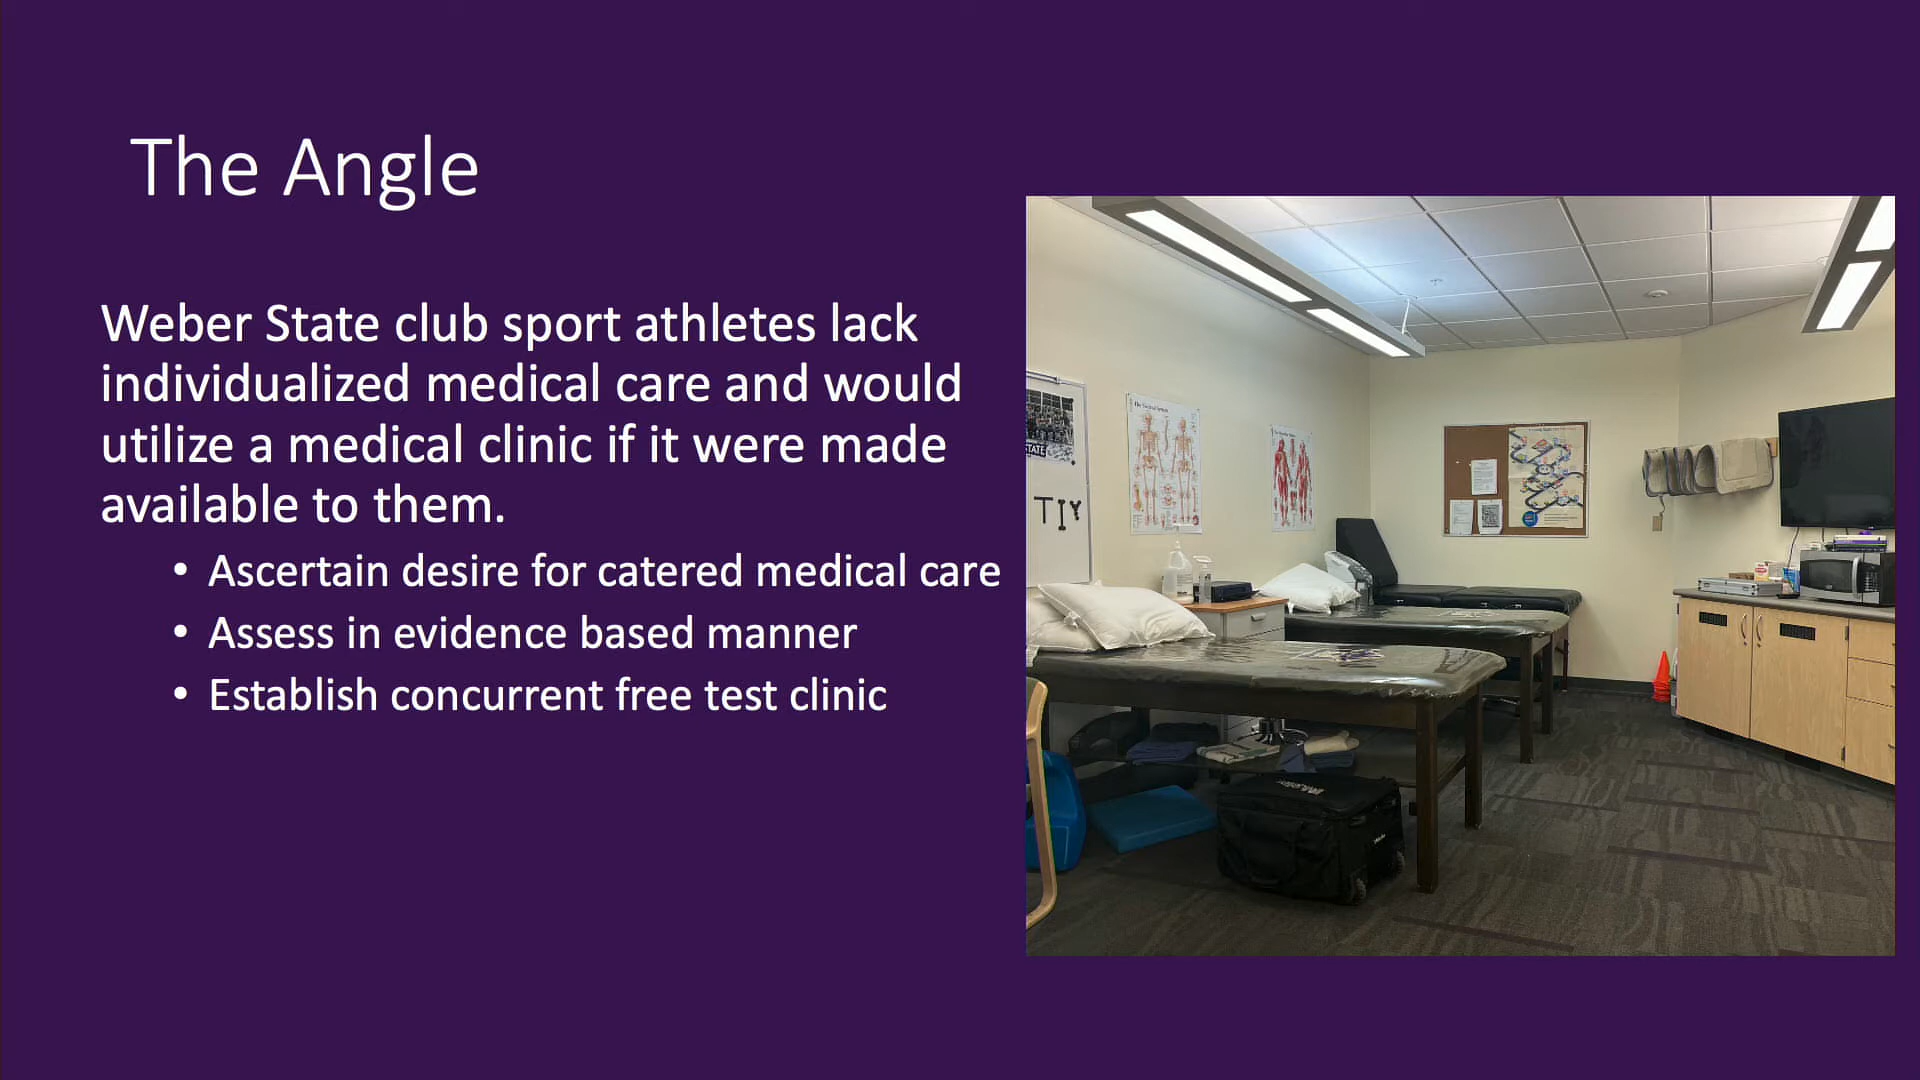 The Angle
Weber State club sport athletes lack
individualized medical care and would
utilize a medical clinic if it were made
available to them.
• Ascertain desire for catered medical care
• Assess in evidence based manner
• Establish concurrent free test clinic
STATE
TIY